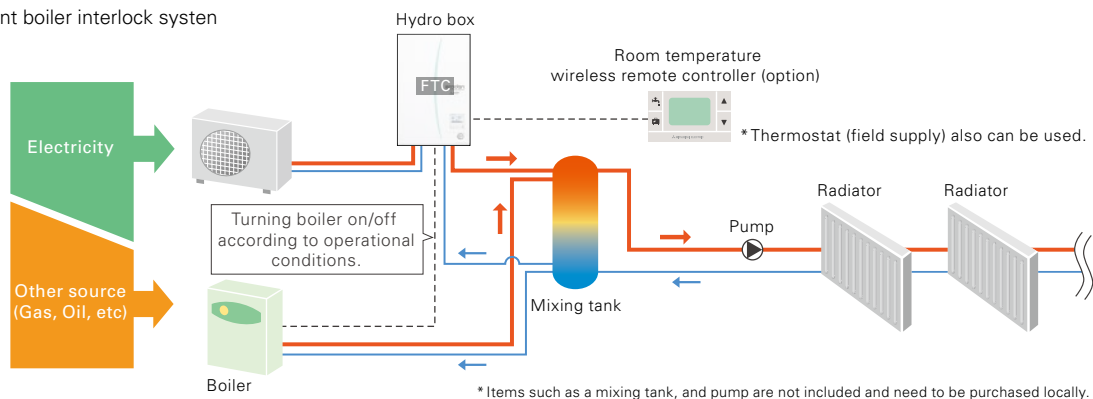 nt boiler interlock systen
Hydro box
Room temperature
wireless remote controller (option)
FTC
*Thermostat (field supply) also can be used.
Electricity
Turning boiler on/off
according to operational
conditions.
Radiator
Radiator
Pump
Other source
(Gas, Oil, etc)
Mixing tank
Boiler
*Items such as a mixing tank, and pump are not included and need to be purchased locally.